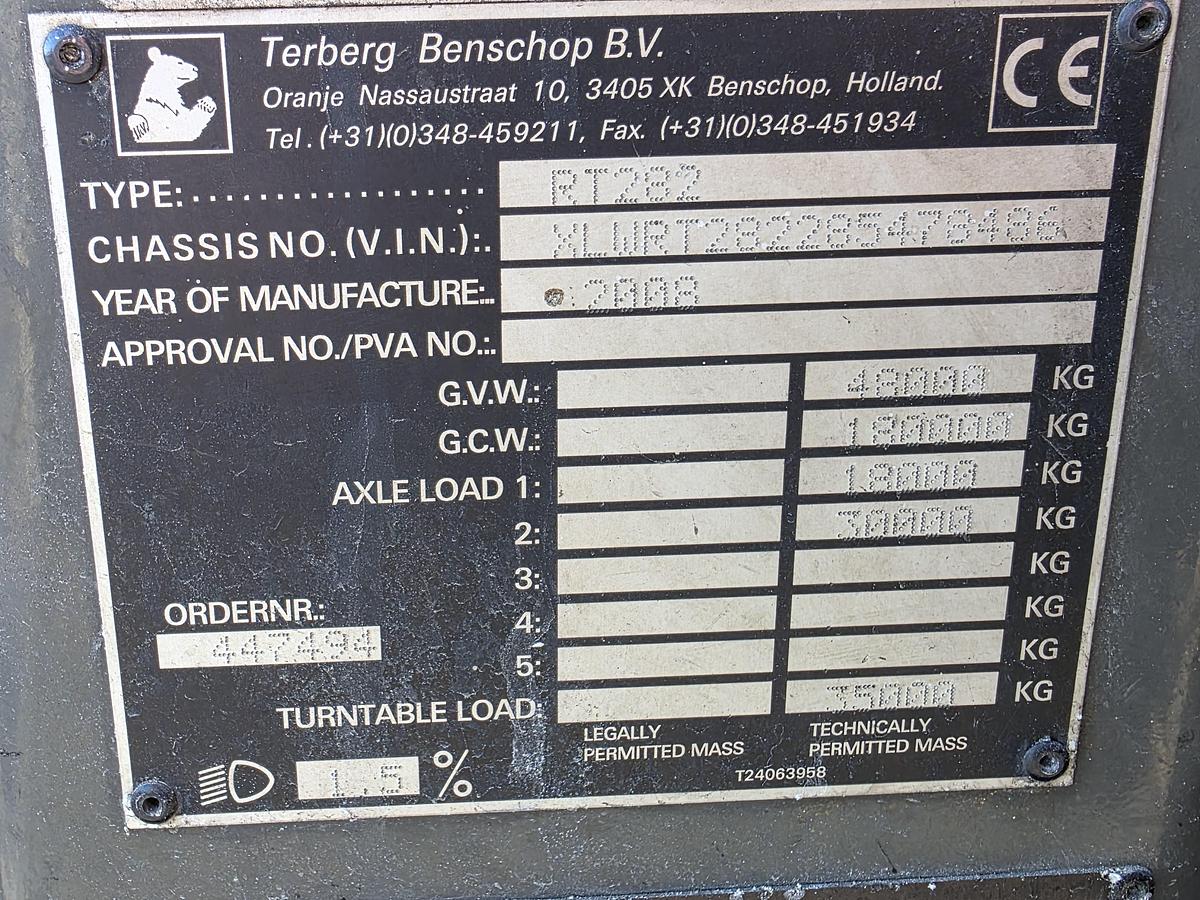 Terberg Benschop B.V.
Oranje Nassaustraat 10, 3405 XK Benschop, Holland.
Tel. (+31)(0)348-459211, Fax. (+31)(0)348-451934
CE
TYPE:.................. RT282
CHASSIS NO. (V.I.N.):.
YEAR OF MANUFACTURE:.. 2008
APPROVAL NO./PVA NO.:.
G.V.W.: 48000 KG
G.C.W.: 180000 KG
AXLE LOAD 1: 18000 KG
2: 30000 KG
3: KG
4: KG
5: KG
ORDERNR.:
447494
TURNTABLE LOAD 35000 KG
LEGALLY PERMITTED MASS
TECHNICALLY PERMITTED MASS
1.5 %
T24063958